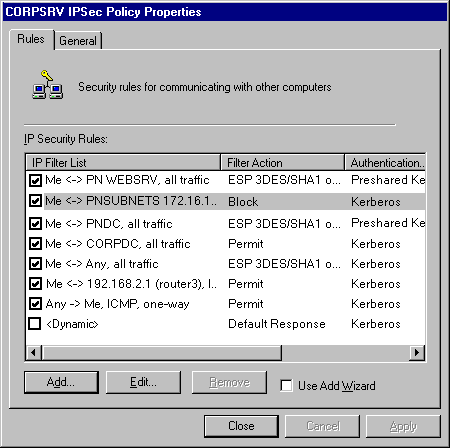 CORPSRV IPSec Policy Properties
Rules General
Security rules for communicating with other computers
IP Security Rules:
IP Filter List Filter Action Authentication..
Me <-> PN WEBSRV, all traffic ESP 3DES/SHA1 o... Preshared Ke
Me <-> PNSUBNETS 172.16.1... Block Kerberos
Me <-> PNDC, all traffic ESP 3DES/SHA1 o... Preshared Ke
Me <-> CORPDC, all traffic Permit Kerberos
Me <-> Any, all traffic ESP 3DES/SHA1 o... Kerberos
Me <-> 192.168.2.1 (router3), I... Permit Kerberos
Any -> Me, ICMP, one-way Permit Kerberos
<Dynamic> Default Response Kerberos
Add... Edit... Remove Use Add Wizard
Close Cancel Apply